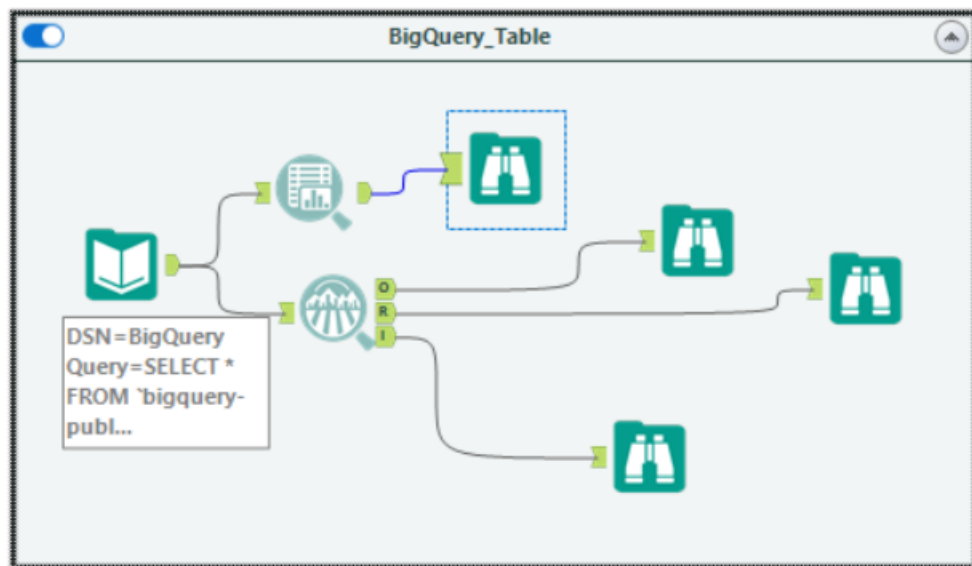 BigQuery_Table
O
R
I
DSN=BigQuery
Query=SELECT *
FROM `bigquery-
publ...